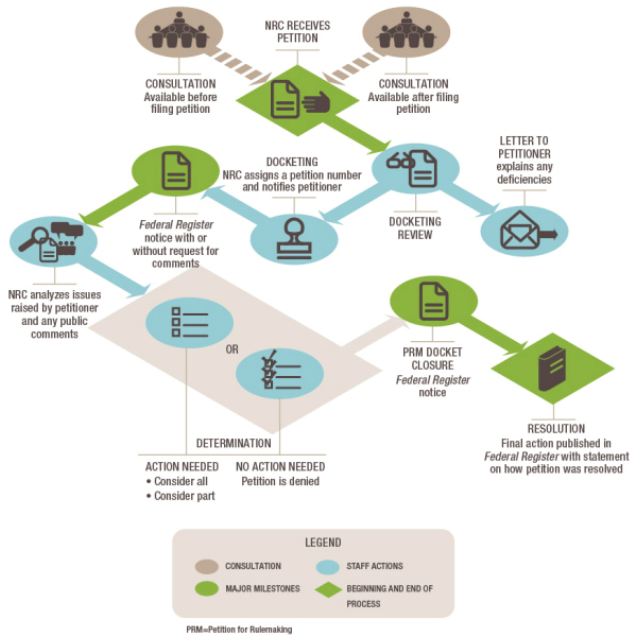 NRC RECEIVES
PETITION
CONSULTATION
Available before
filing petition
CONSULTATION
Available after filing
petition
LETTER TO
PETITIONER
explains any
deficiencies
DOCKETING
NRC assigns a petition number
and notifies petitioner
DOCKETING
REVIEW
Federal Register
notice with or
without request for
comments
NRC analyzes issues
raised by petitioner
and any public
comments
OR
PRM DOCKET
CLOSURE
Federal Register
notice
RESOLUTION
Final action published in
Federal Register with statement
on how petition was resolved
DETERMINATION
ACTION NEEDED
• Consider all
• Consider part
NO ACTION NEEDED
Petition is denied
LEGEND
CONSULTATION
STAFF ACTIONS
MAJOR MILESTONES
BEGINNING AND END OF
PROCESS
PRM=Petition for Rulemaking